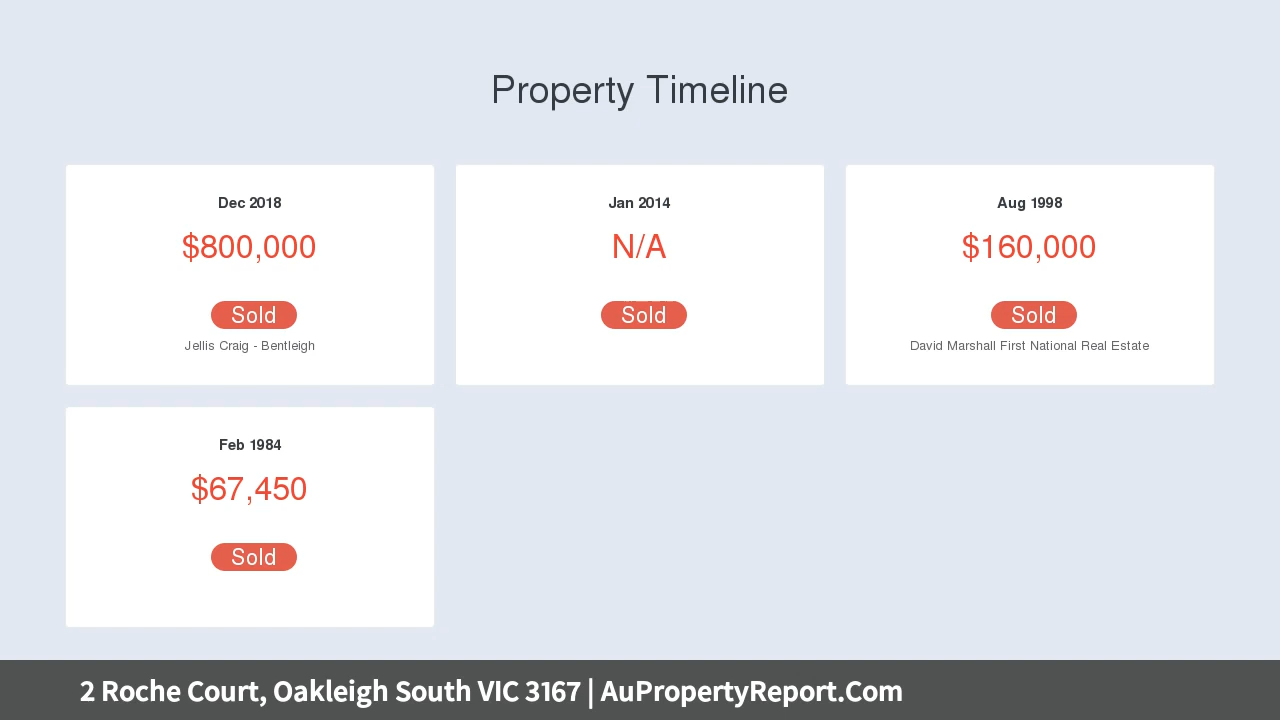 Property Timeline
Dec 2018
$800,000
Sold
Jellis Craig - Bentleigh
Jan 2014
N/A
Sold
Aug 1998
$160,000
Sold
David Marshall First National Real Estate
Feb 1984
$67,450
Sold
2 Roche Court, Oakleigh South VIC 3167 | AuPropertyReport.Com